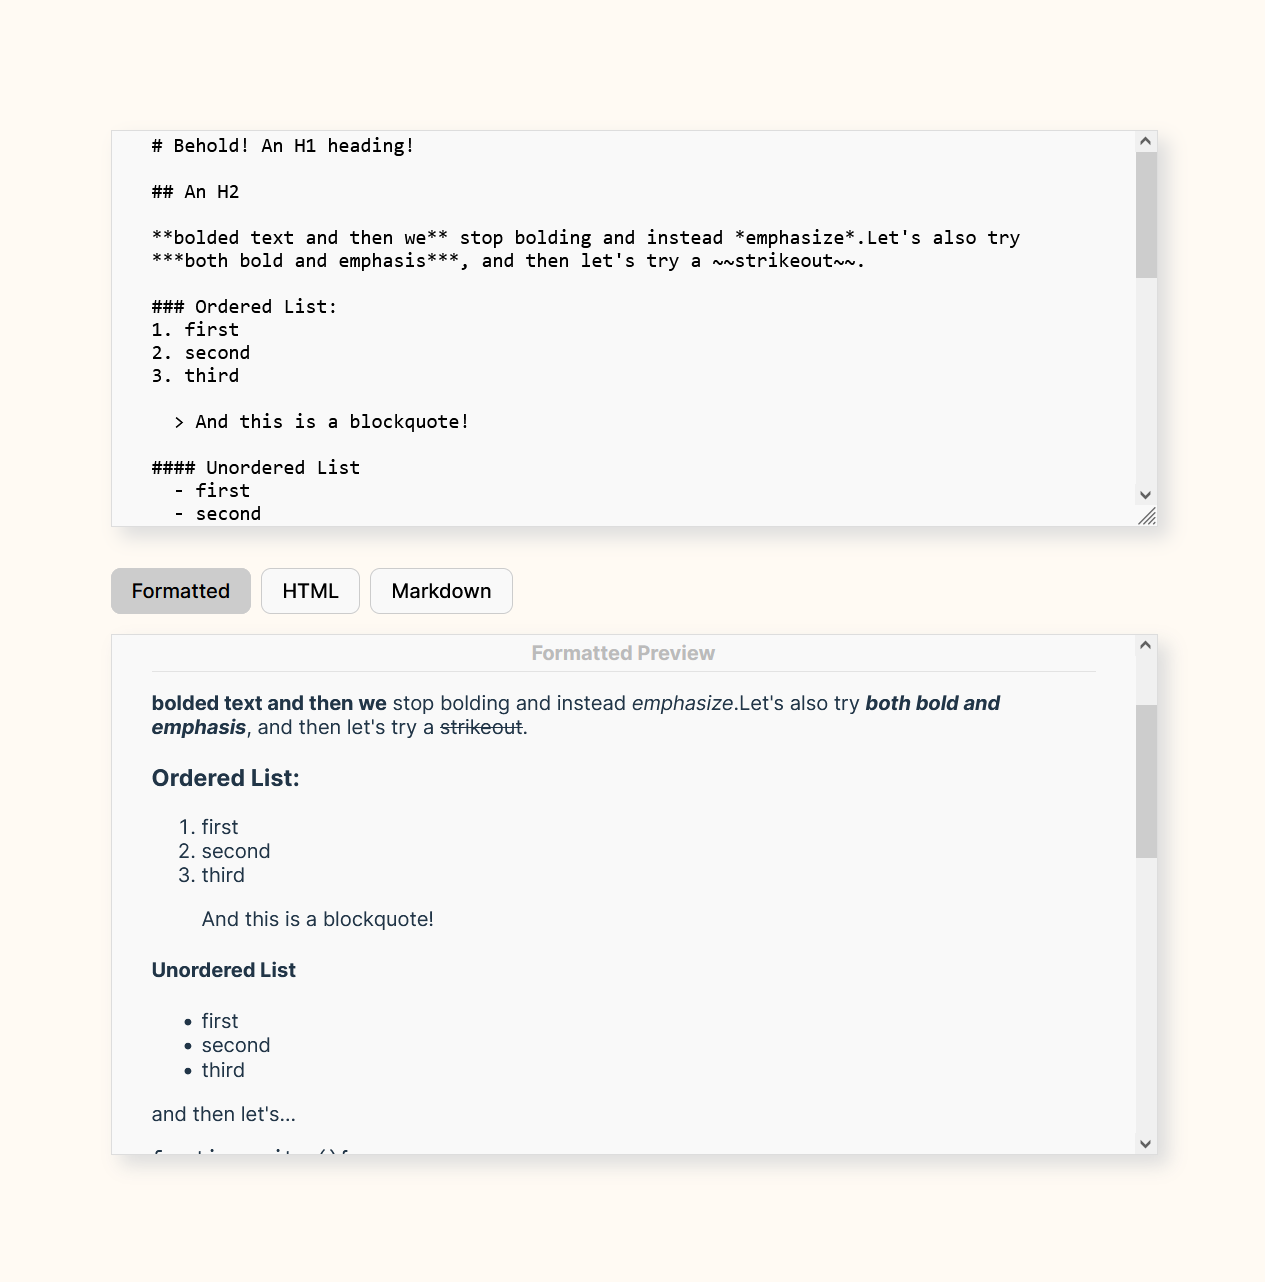 # Behold! An H1 heading!
## An H2
**bolded text and then we** stop bolding and instead *emphasize*.Let's also try
***both bold and emphasis***, and then let's try a ~~strikeout~~.
### Ordered List:
1. first
2. second
3. third
> And this is a blockquote!
#### Unordered List
- first
- second
Formatted HTML Markdown
Formatted Preview
bolded text and then we stop bolding and instead emphasize.Let's also try both bold and
emphasis, and then let's try a strikeout.
Ordered List:
1. first
2. second
3. third
And this is a blockquote!
Unordered List
• first
• second
• third
and then let's...